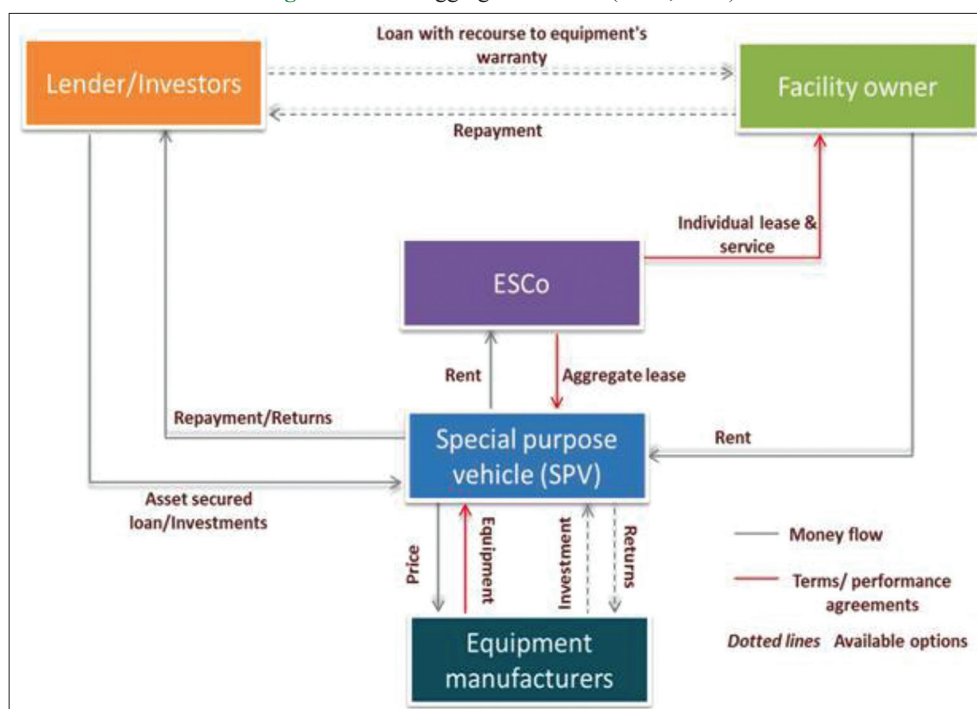 Loan with recourse to equipment's
warranty
Lender/Investors
Facility owner
Repayment
Individual lease &
service
ESCo
Rent
Aggregate lease
Repayment/Returns
Special purpose
vehicle (SPV)
Rent
Asset secured
loan/Investments
Price
Equipment
Investment
Returns
Money flow
Terms/ performance
agreements
Dotted lines Available options
Equipment
manufacturers